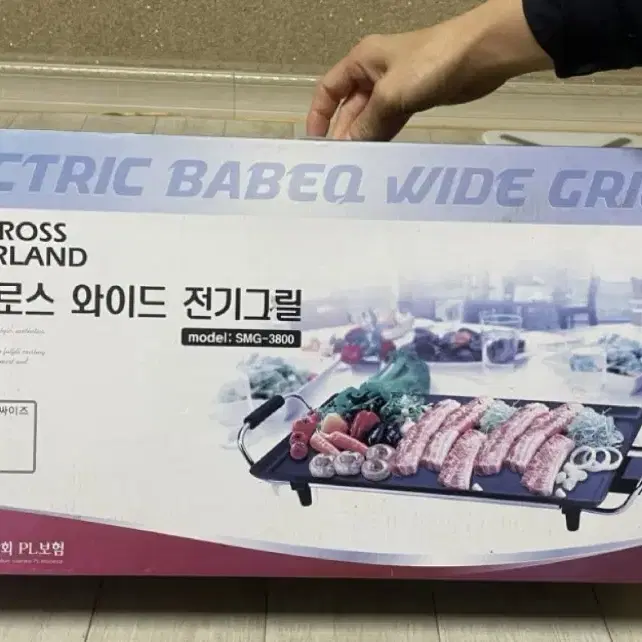 CTRIC BABEQ WIDE GRI
ROSS
RLAND
로스 와이드 전기그릴
model: SMG-3800
싸이즈
회 PL보험